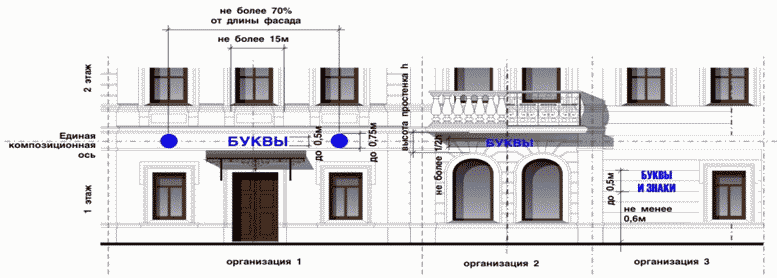 не более 70%
от длины фасада
не более 15м
2 этаж
Единая
композиционная
ось
БУКВЫ
до 0,5м
до 0,75м
высота простенка h
не более 1/2h
БУКВЫ
1 этаж
БУКВЫ
И ЗНАКИ
до 0,5м
не менее
0,6м
организация 1
организация 2
организация 3